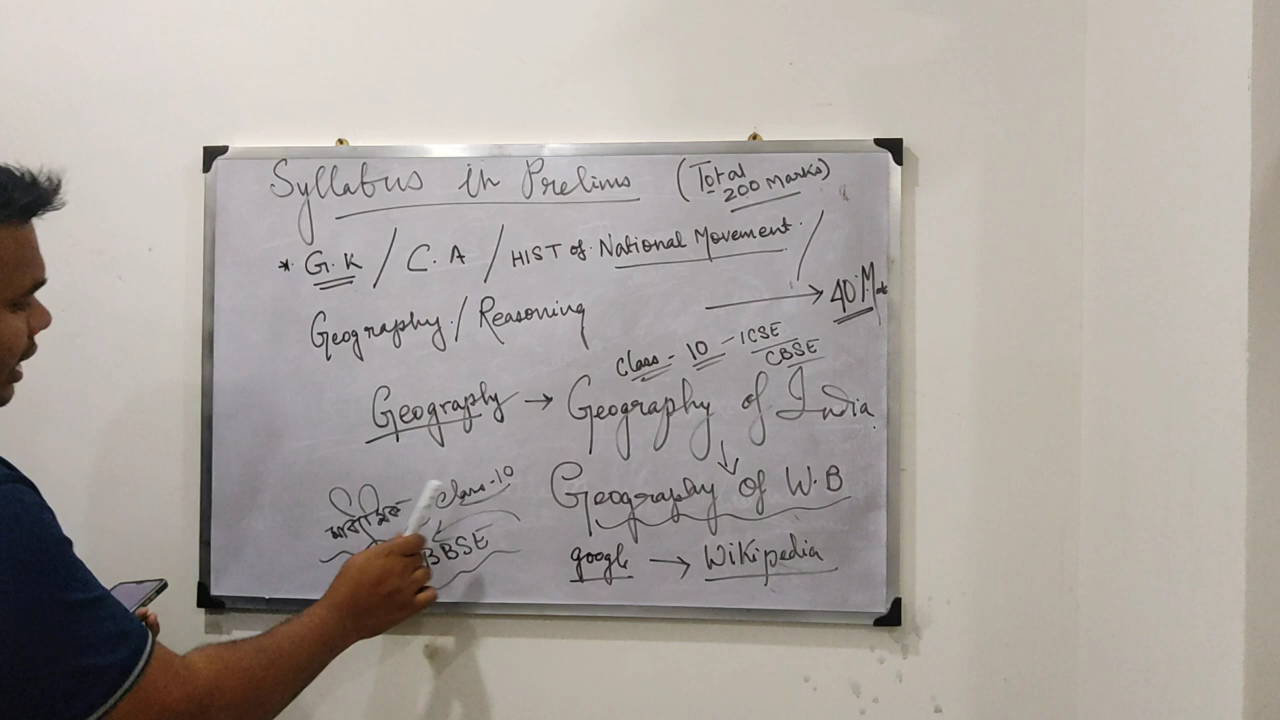 Syllabus in Prelims (Total 200 Marks)
* G.K / C.A / HIST of National Movement /
Geography / Reasoning → 40 M
Class - 10 - ICSE
CBSE
Geography → Geography of India
↓
Geography of W.B
মাধ্যমিক Class-10
BBSE
google → Wikipedia